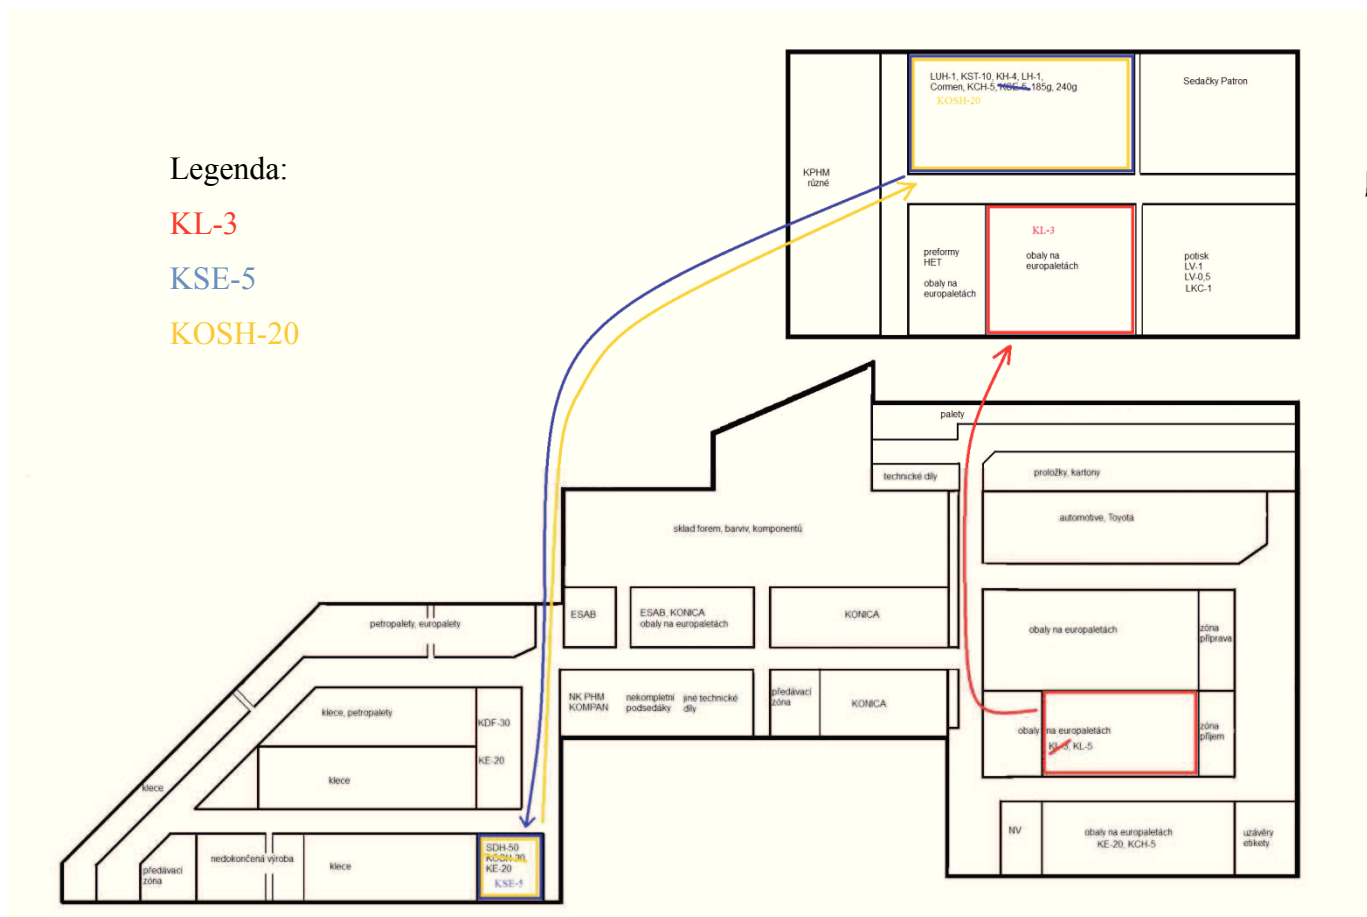 Legenda:
KL-3
KSE-5
KOSH-20
LUH-1, KST-10, KH-4, LH-1,
Cormen, KCH-5, KSE-5, 185g, 240g
KOSH-20
Sedačky Patron
KPHM
různé
preformy
HET
obaly na
europaletách
KL-3
obaly na
europaletách
potisk
LV-1
LV-0,5
LKC-1
palety
technické díly
proložky, kartony
automotive, Toyota
sklad forem, barviv, komponentů
ESAB
ESAB, KONICA
obaly na europaletách
KONICA
obaly na europaletách
zóna
příprava
petropalety, europalety
NK PHM
KOMPAN
nekompletní
podsedáky
jiné technické
díly
předávací
zóna
KONICA
obaly na europaletách
KL-3, KL-5
zóna
příjem
klece, petropalety
KDF-30
KE-20
klece
klece
předávací
zóna
nedokončená výroba
klece
SDH-50
KOSH-20,
KE-20
KSE-5
NV
obaly na europaletách
KE-20, KCH-5
uzávěry
etikety